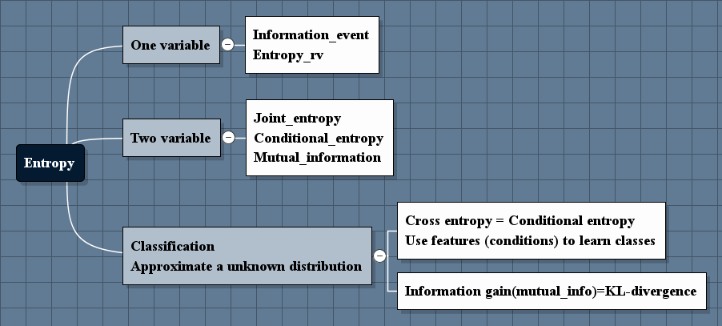 Entropy
One variable
Information_event
Entropy_rv
Two variable
Joint_entropy
Conditional_entropy
Mutual_information
Classification
Approximate a unknown distribution
Cross entropy = Conditional entropy
Use features (conditions) to learn classes
Information gain(mutual_info)=KL-divergence